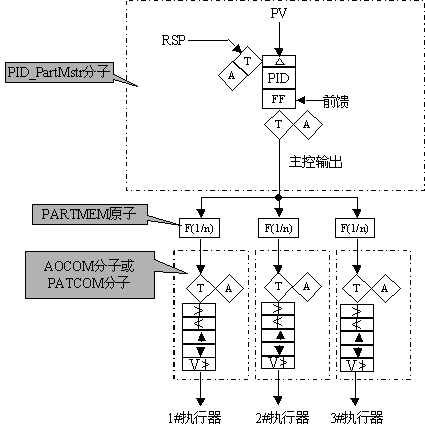 PV
RSP
T
A
△
PID
FF
前馈
PID_PartMstr分子
T
A
主控输出
PARTMEM原子
F(1/n)
F(1/n)
F(1/n)
AOCOM分子或
PATCOM分子
T
A
T
A
T
A
V
V
V
1#执行器
2#执行器
3#执行器